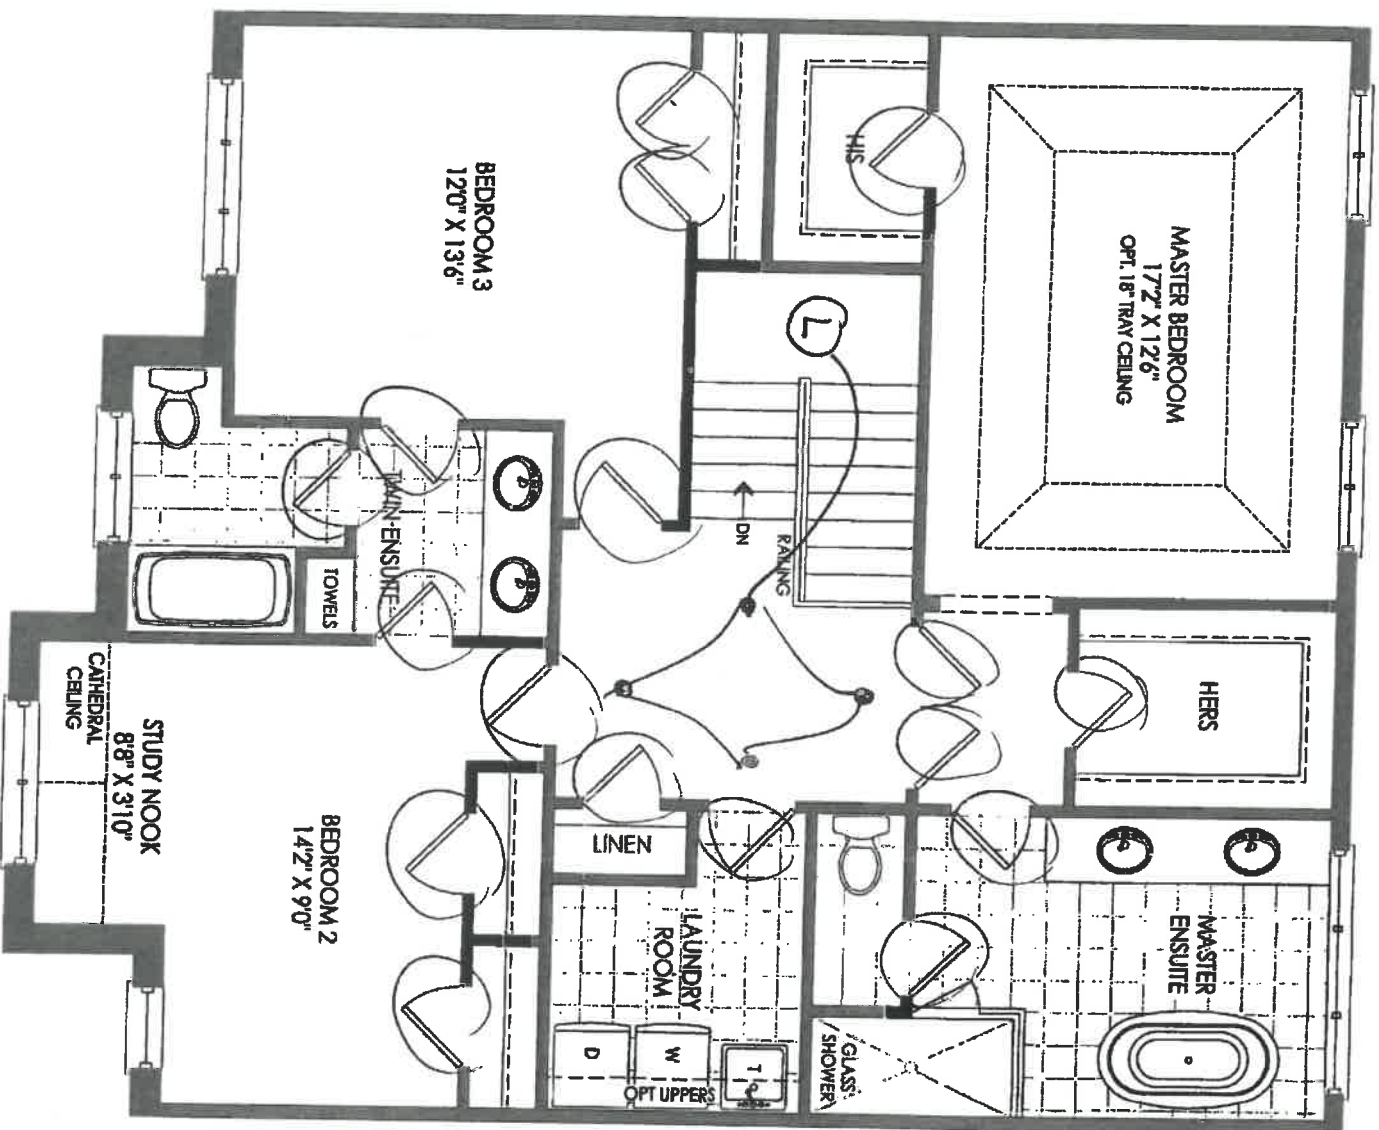 MASTER BEDROOM
17'2" X 12'6"
OPT. 18" TRAY CEILING
HIS
BEDROOM 3
12'0" X 13'6"
L
DN
RAILING
HERS
TWIN-ENSUITE
TOWELS
CATHEDRAL
CEILING
STUDY NOOK
8'8" X 3'10"
BEDROOM 2
14'2" X 9'0"
LINEN
LAUNDRY
ROOM
MASTER
ENSUITE
GLASS
SHOWER
D
W
T
OPT UPPERS